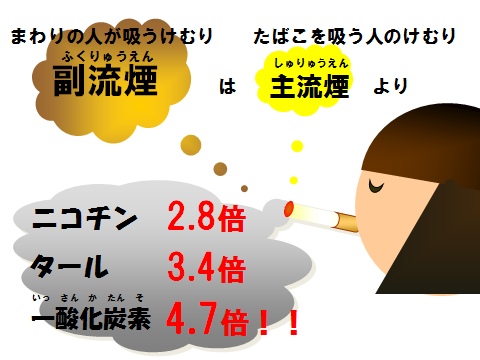 まわりの人が吸うけむり たばこを吸う人のけむり
ふくりゅうえん しゅりゅうえん
副流煙 は 主流煙 より
ニコチン 2.8倍
タール 3.4倍
いっ さん か たん そ
一酸化炭素 4.7倍！！